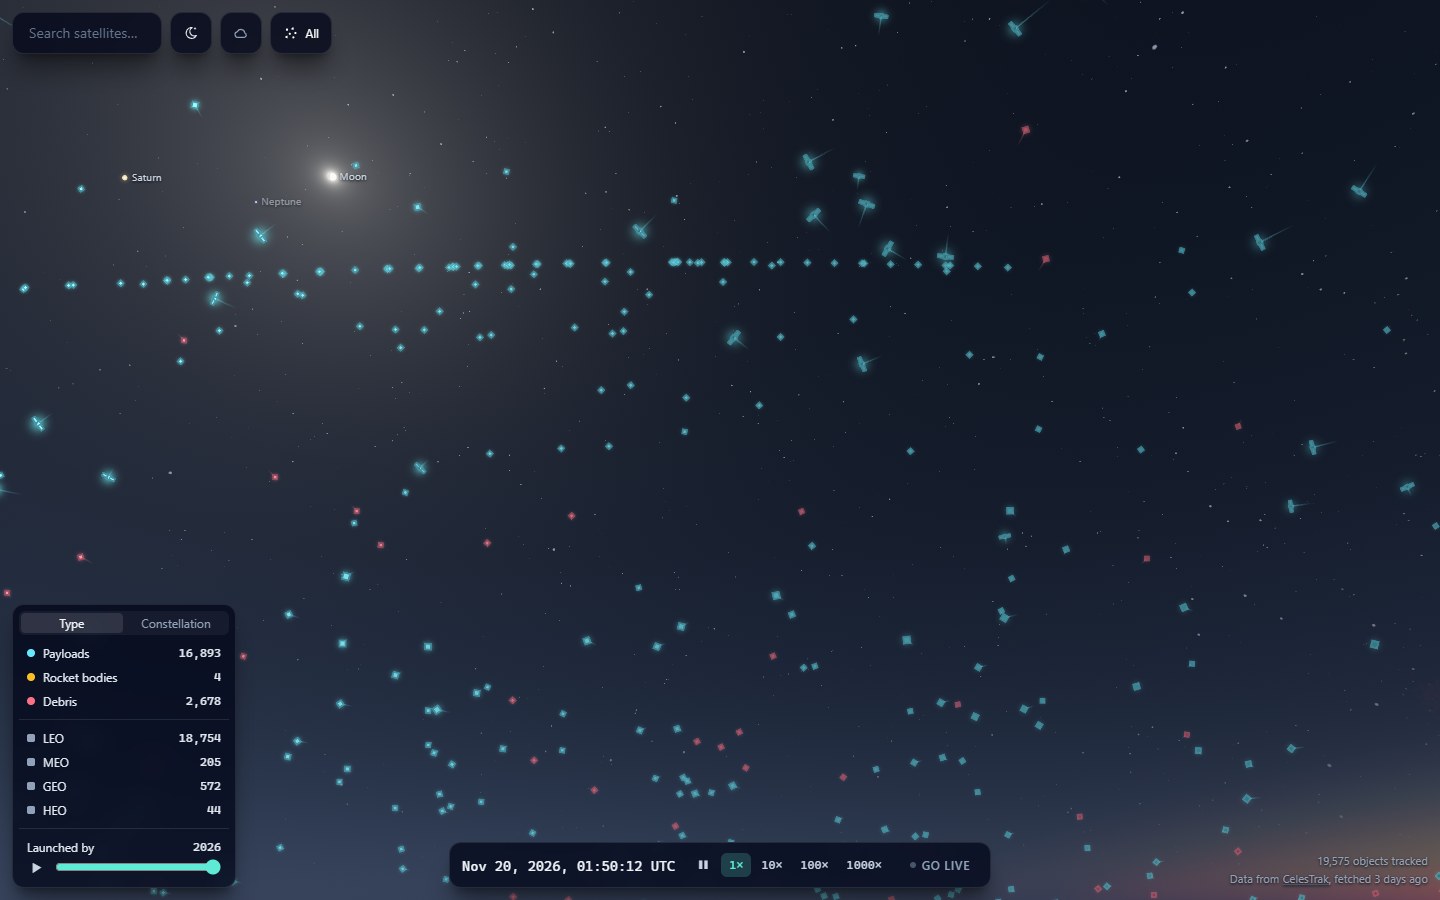 Search satellites...
All
Saturn
Moon
Neptune
Type Constellation
Payloads 16,893
Rocket bodies 4
Debris 2,678
LEO 18,754
MEO 205
GEO 572
HEO 44
Launched by 2026
Nov 20, 2026, 01:50:12 UTC 1× 10× 100× 1000× GO LIVE
19,575 objects tracked
Data from CelesTrak, fetched 3 days ago